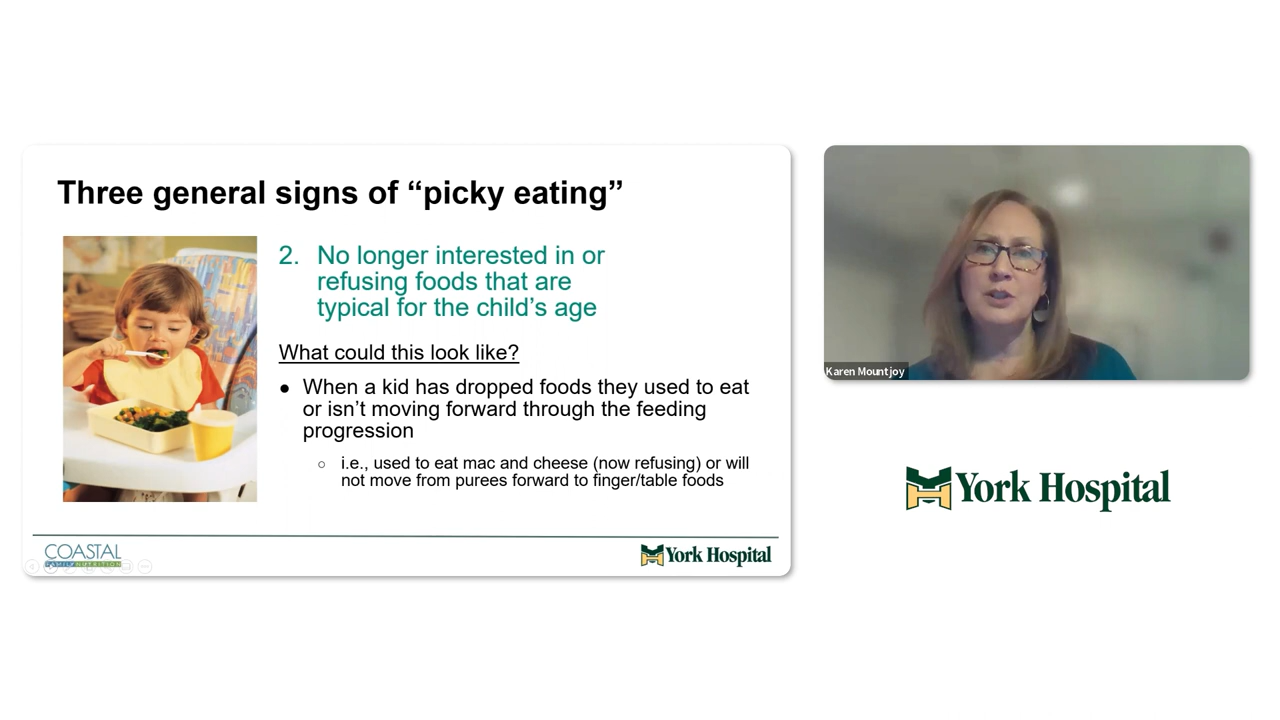 Three general signs of “picky eating”
2. No longer interested in or
refusing foods that are
typical for the child’s age
What could this look like?
● When a kid has dropped foods they used to eat
or isn’t moving forward through the feeding
progression
○ i.e., used to eat mac and cheese (now refusing) or will
not move from purees forward to finger/table foods
COASTAL
FAMILY NUTRITION
York Hospital
Karen Mountjoy
York Hospital